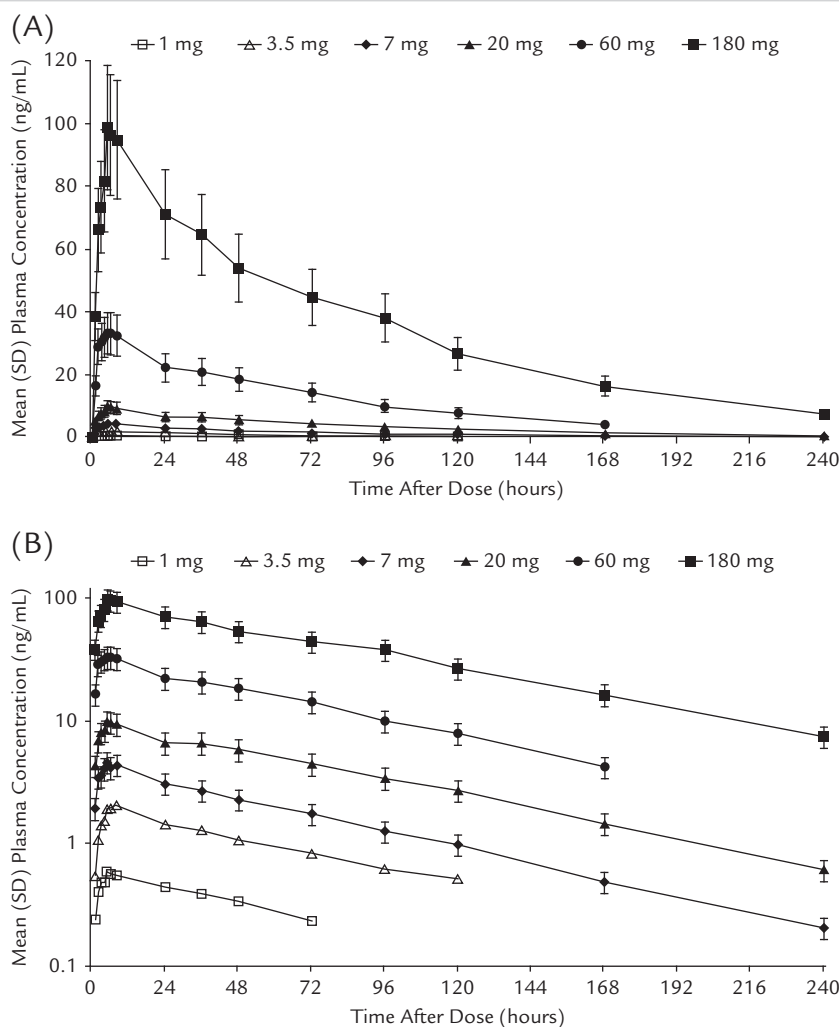 (A)
1 mg 3.5 mg 7 mg 20 mg 60 mg 180 mg
Mean (SD) Plasma Concentration (ng/mL)
120
100
80
60
40
20
0
0 24 48 72 96 120 144 168 192 216 240
Time After Dose (hours)
(B)
1 mg 3.5 mg 7 mg 20 mg 60 mg 180 mg
Mean (SD) Plasma Concentration (ng/mL)
100
10
1
0.1
0 24 48 72 96 120 144 168 192 216 240
Time After Dose (hours)